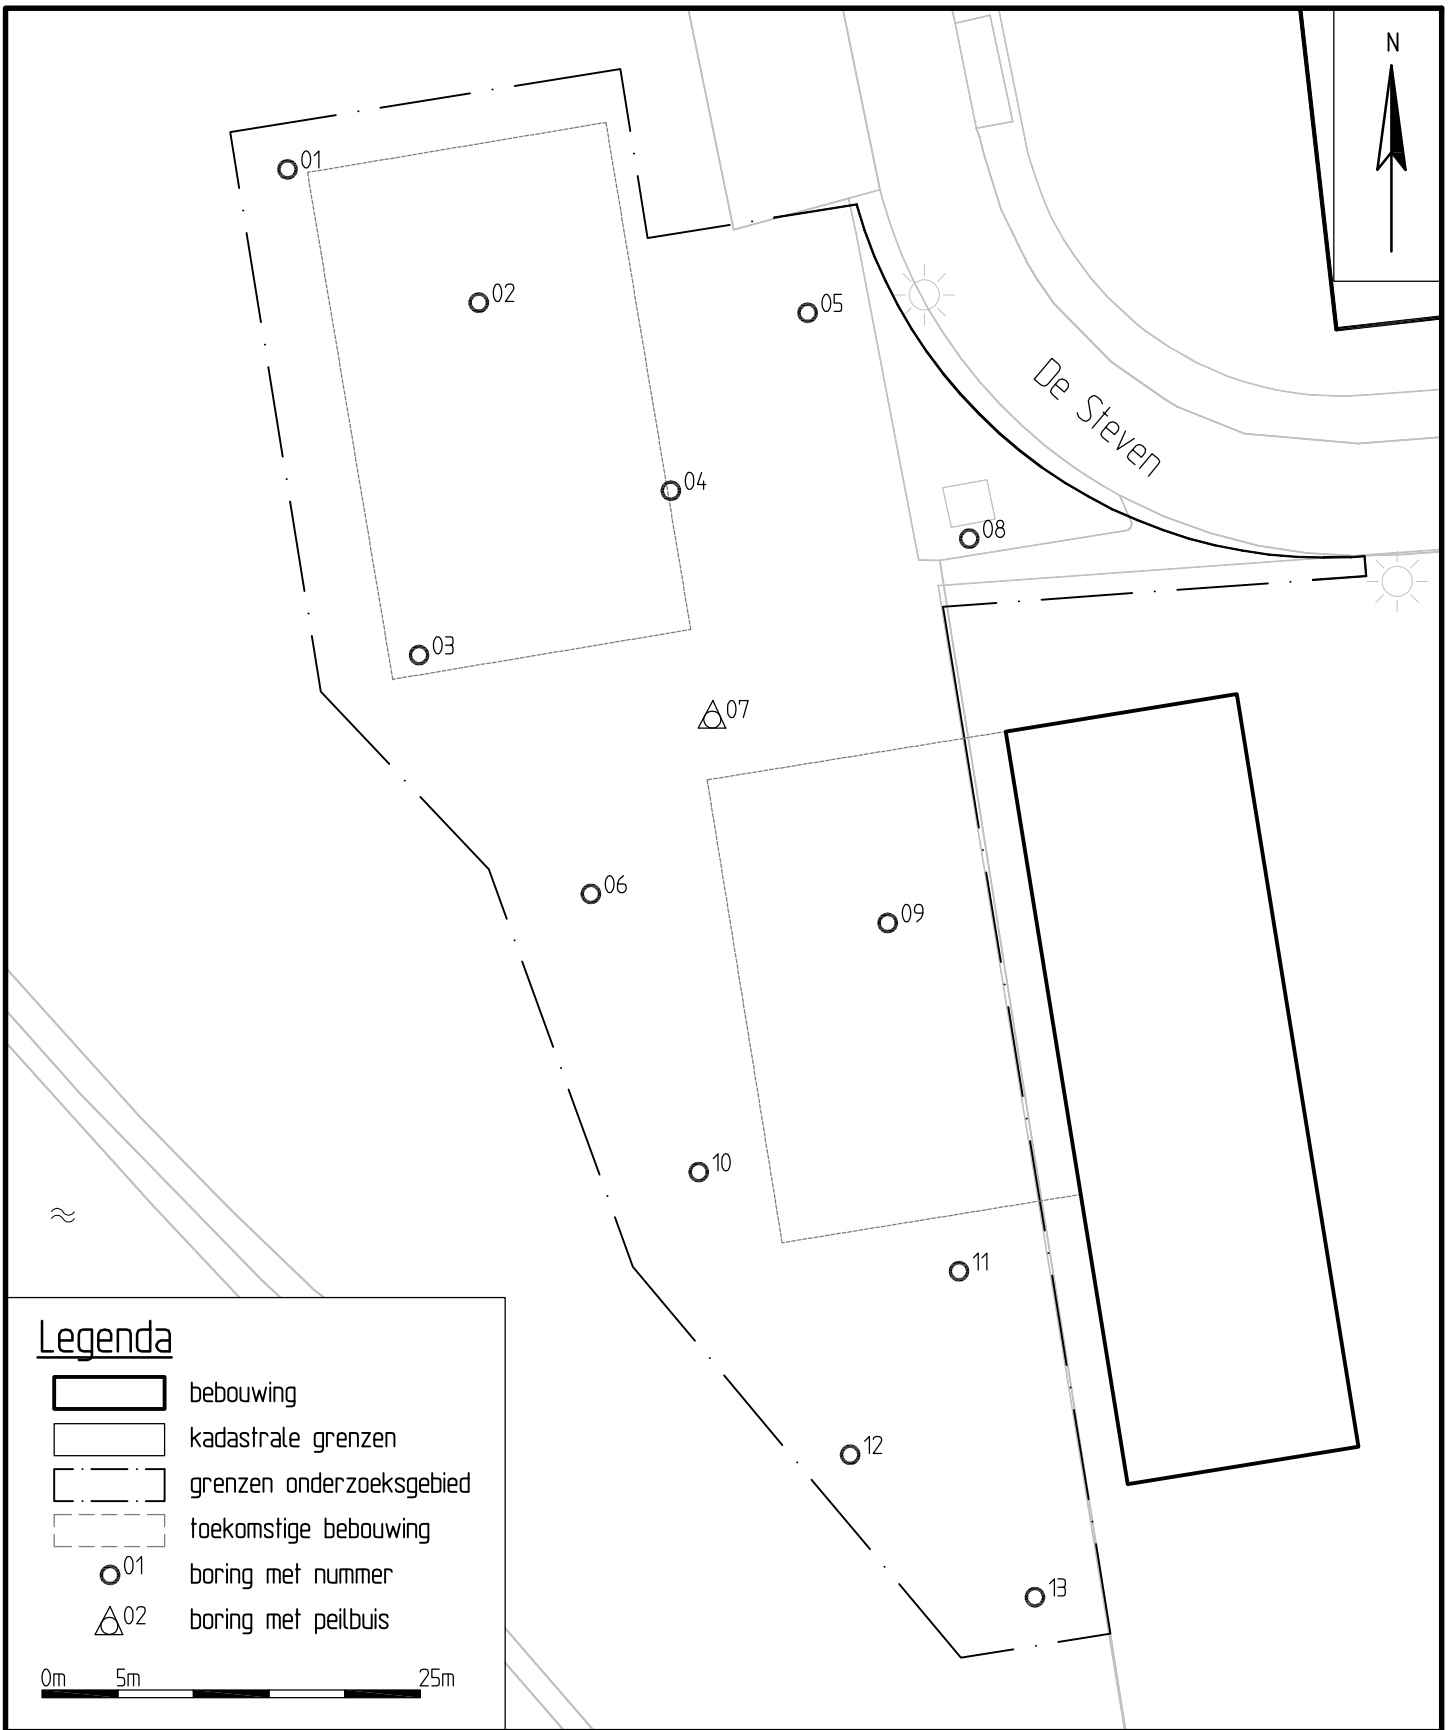 N
01
02
05
De Steven
04
08
03
07
06
09
10
11
12
13
Legenda
bebouwing
kadastrale grenzen
grenzen onderzoeksgebied
toekomstige bebouwing
01 boring met nummer
02 boring met peilbuis
0m 5m 25m